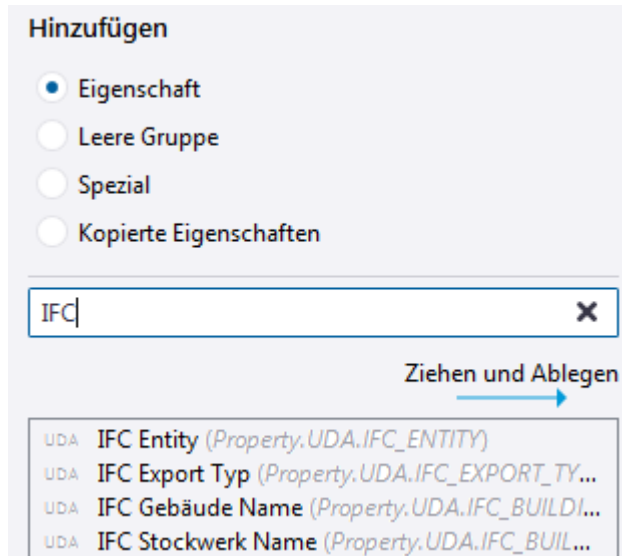 Hinzufügen
Eigenschaft
Leere Gruppe
Spezial
Kopierte Eigenschaften
IFC
Ziehen und Ablegen
UDA IFC Entity (Property.UDA.IFC_ENTITY)
UDA IFC Export Typ (Property.UDA.IFC_EXPORT_TY...
UDA IFC Gebäude Name (Property.UDA.IFC_BUILDI...
UDA IFC Stockwerk Name (Property.UDA.IFC_BUIL...